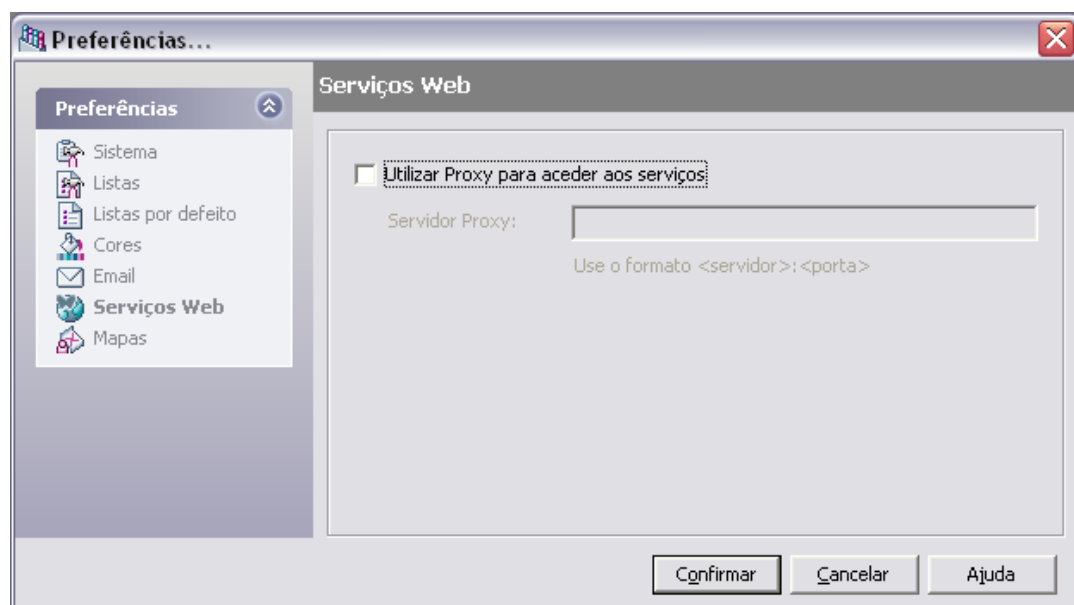 Preferências...
Preferências
Sistema
Listas
Listas por defeito
Cores
Email
Serviços Web
Mapas
Serviços Web
Utilizar Proxy para aceder aos serviços
Servidor Proxy:
Use o formato <servidor>:<porta>
Confirmar
Cancelar
Ajuda